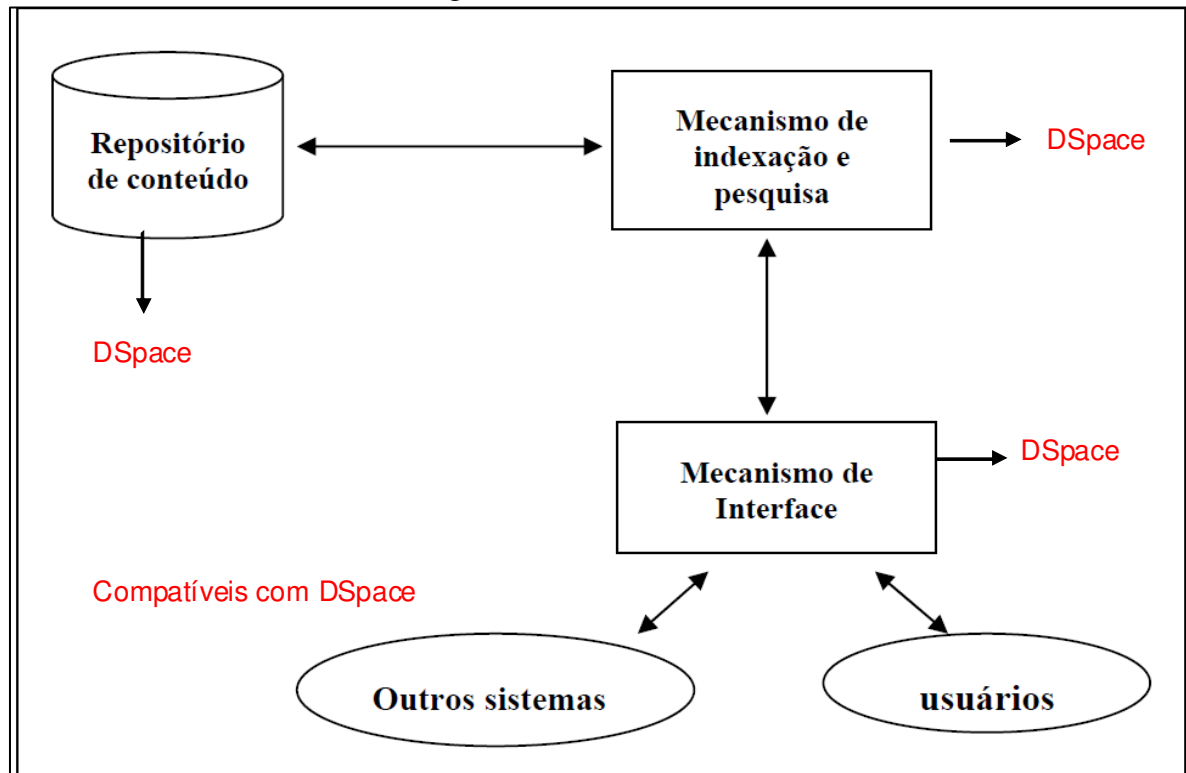 Repositório
de conteúdo
Mecanismo de
indexação e
pesquisa
DSpace
DSpace
Mecanismo de
Interface
DSpace
Compatíveis com DSpace
Outros sistemas
usuários